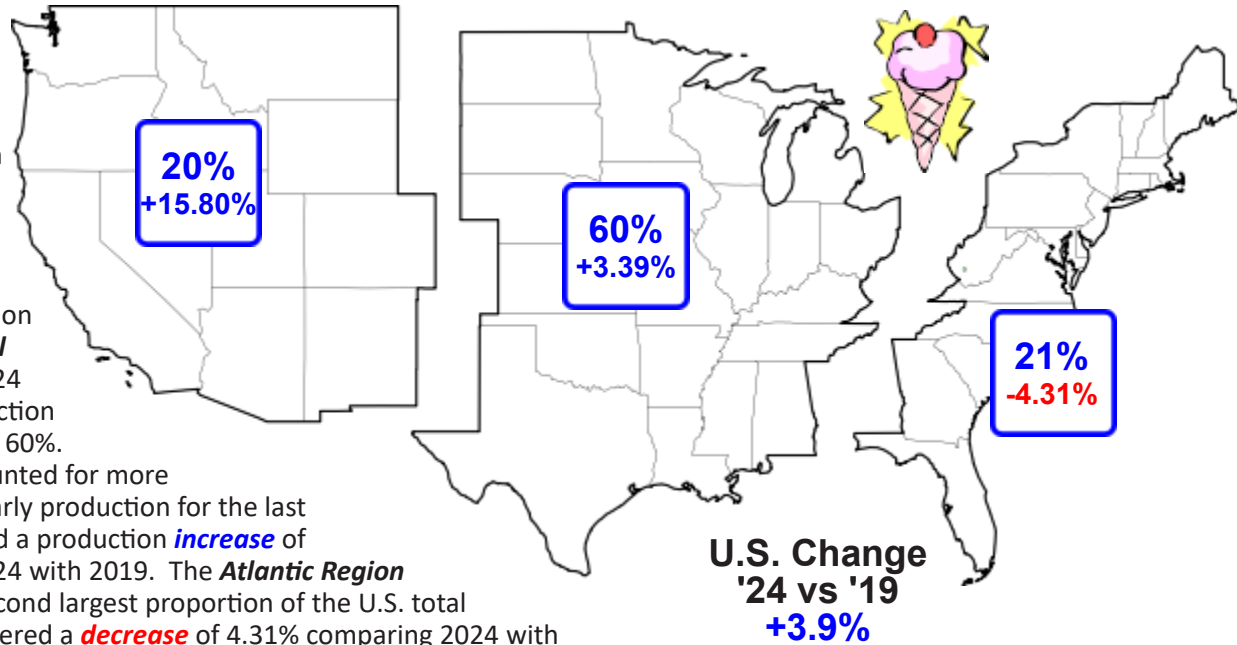 20%
+15.80%
60%
+3.39%
21%
-4.31%
on
24
ction
60%.
unted for more
arly production for the last
d a production increase of
24 with 2019. The Atlantic Region
cond largest proportion of the U.S. total
ered a decrease of 4.31% comparing 2024 with
U.S. Change
'24 vs '19
+3.9%